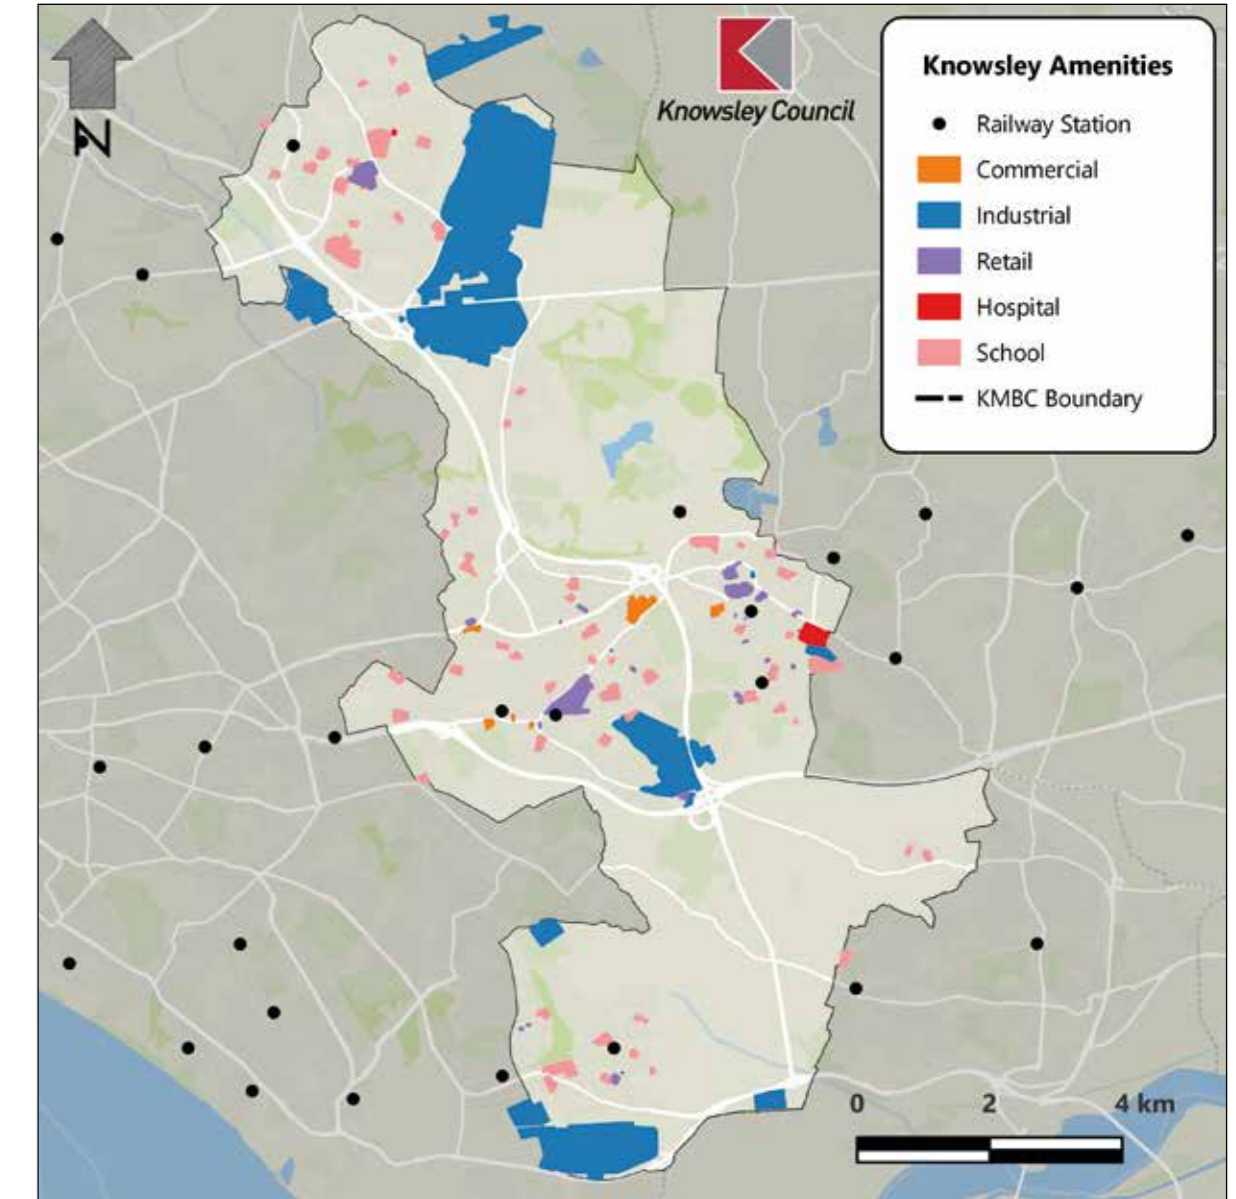 N
Knowsley Council
Knowsley Amenities
Railway Station
Commercial
Industrial
Retail
Hospital
School
KMBC Boundary
0 2 4 km